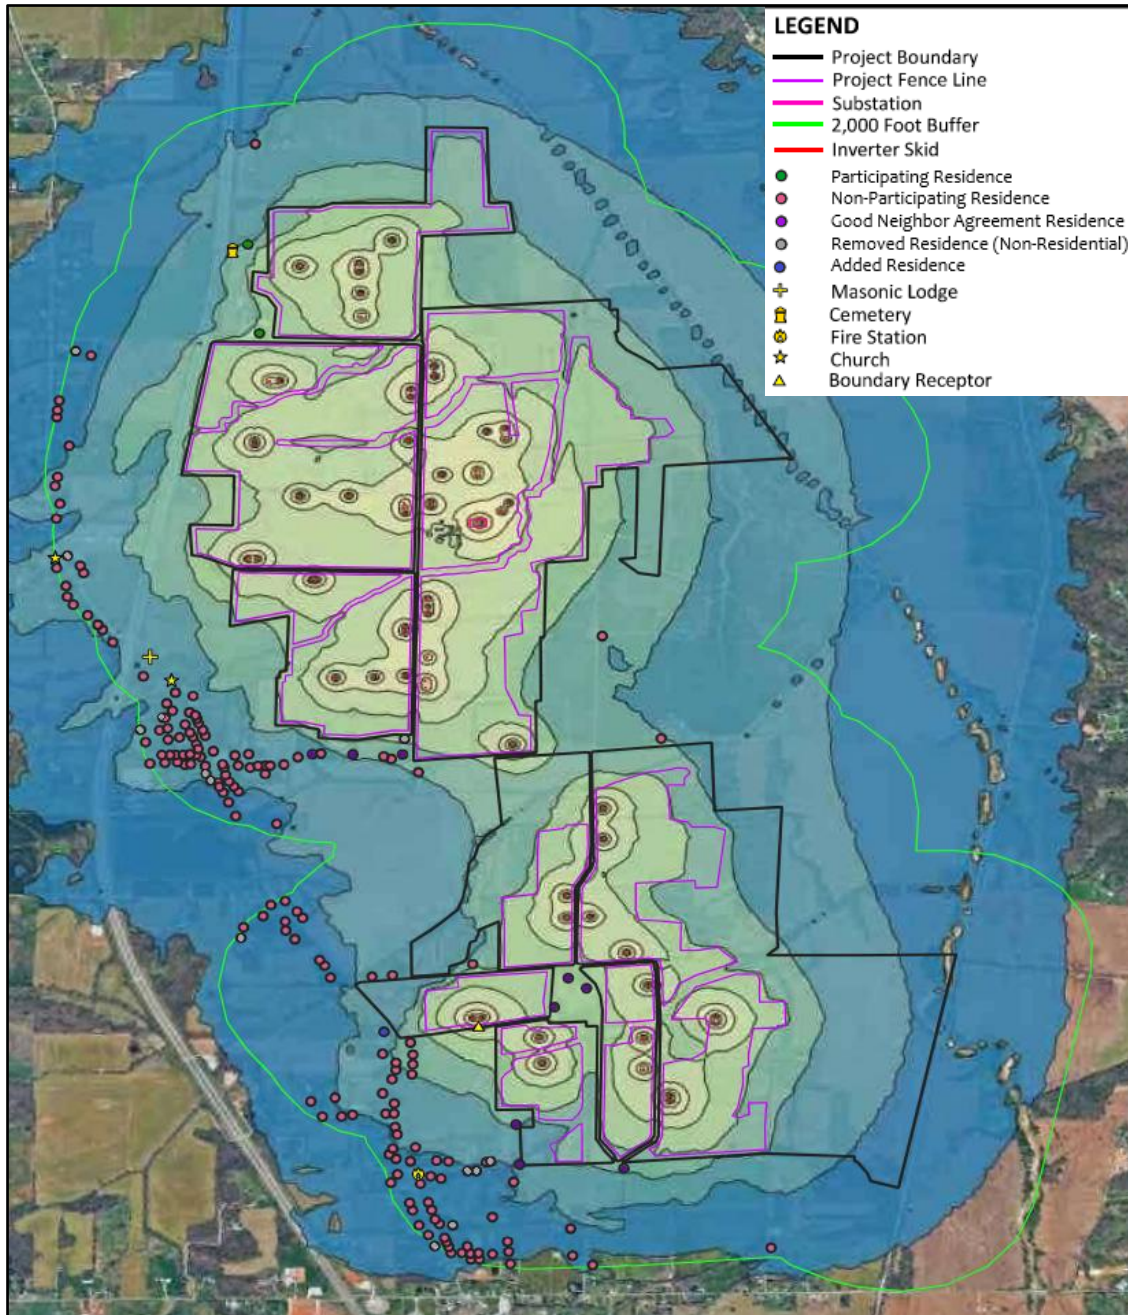 LEGEND
Project Boundary
Project Fence Line
Substation
2,000 Foot Buffer
Inverter Skid
Participating Residence
Non-Participating Residence
Good Neighbor Agreement Residence
Removed Residence (Non-Residential)
Added Residence
Masonic Lodge
Cemetery
Fire Station
Church
Boundary Receptor